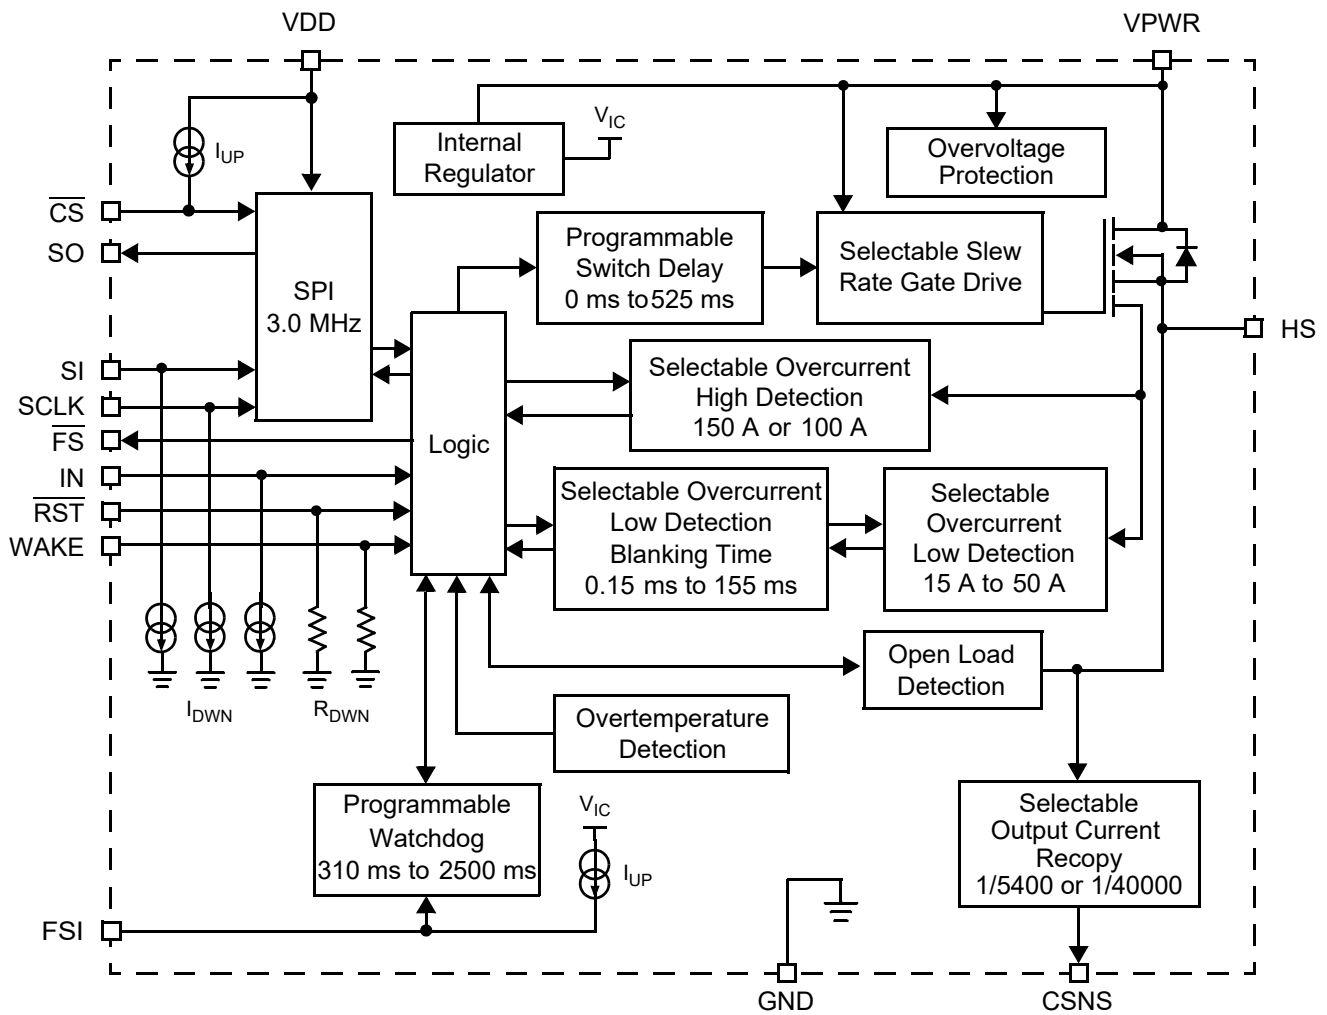 VDD
VPWR
IUP
VIC
Internal
Regulator
Overvoltage
Protection
CS
SO
SPI
3.0 MHz
Programmable
Switch Delay
0 ms to 525 ms
Selectable Slew
Rate Gate Drive
HS
SI
SCLK
FS
IN
RST
WAKE
Logic
Selectable Overcurrent
High Detection
150 A or 100 A
Selectable Overcurrent
Low Detection
Blanking Time
0.15 ms to 155 ms
Selectable
Overcurrent
Low Detection
15 A to 50 A
IDWN
RDWN
Open Load
Detection
Overtemperature
Detection
Programmable
Watchdog
310 ms to 2500 ms
VIC
IUP
Selectable
Output Current
Recopy
1/5400 or 1/40000
FSI
GND
CSNS